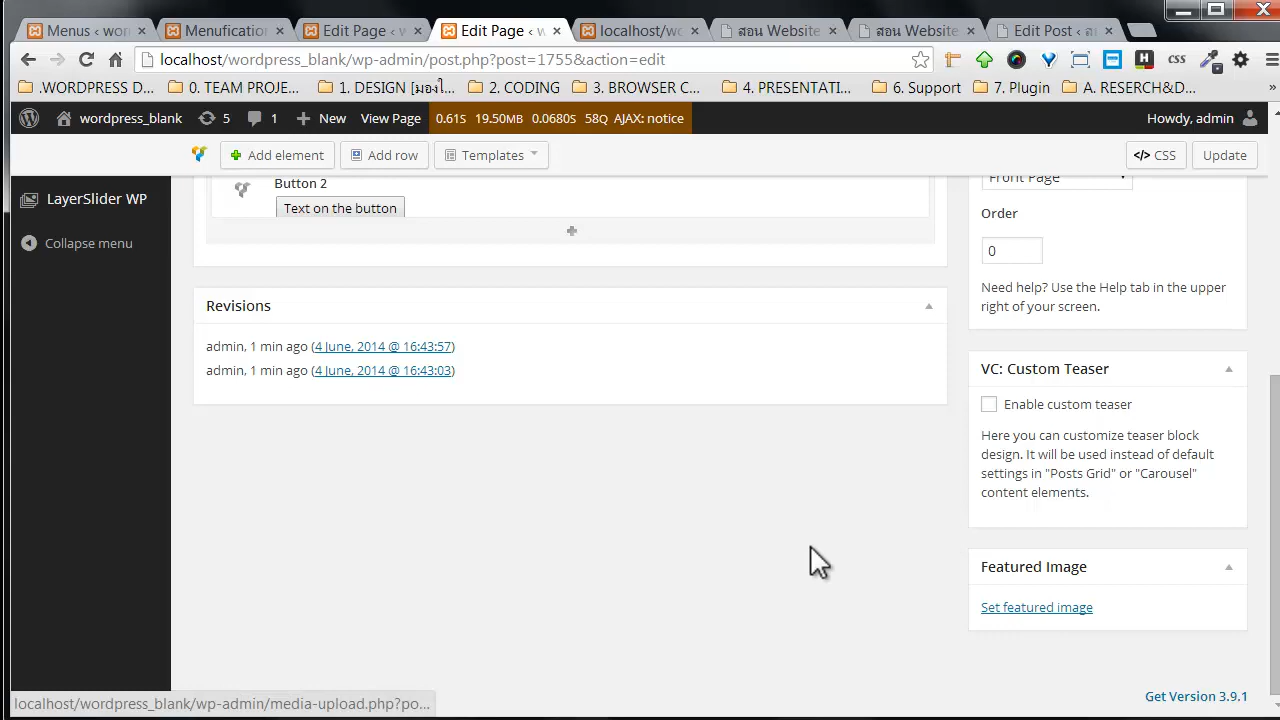 Menus ‹ wor
Menufication
Edit Page ‹ w
Edit Page ‹ w
localhost/wo
สอน Website
สอน Website
Edit Post ‹ th
localhost/wordpress_blank/wp-admin/post.php?post=1755&action=edit
CSS
.WORDPRESS D...
0. TEAM PROJE...
1. DESIGN [มองโ...
2. CODING
3. BROWSER C...
4. PRESENTATI...
6. Support
7. Plugin
A. RESERCH&D...
»
wordpress_blank
5
1
New
View Page
0.61S 19.50MB 0.0680S 58Q AJAX: notice
Howdy, admin
Add element
Add row
Templates
</> CSS
Update
LayerSlider WP
Collapse menu
Button 2
Text on the button
Revisions
admin, 1 min ago (4 June, 2014 @ 16:43:57)
admin, 1 min ago (4 June, 2014 @ 16:43:03)
Front Page
Order
0
Need help? Use the Help tab in the upper
right of your screen.
VC: Custom Teaser
Enable custom teaser
Here you can customize teaser block
design. It will be used instead of default
settings in "Posts Grid" or "Carousel"
content elements.
Featured Image
Set featured image
Get Version 3.9.1
localhost/wordpress_blank/wp-admin/media-upload.php?po...